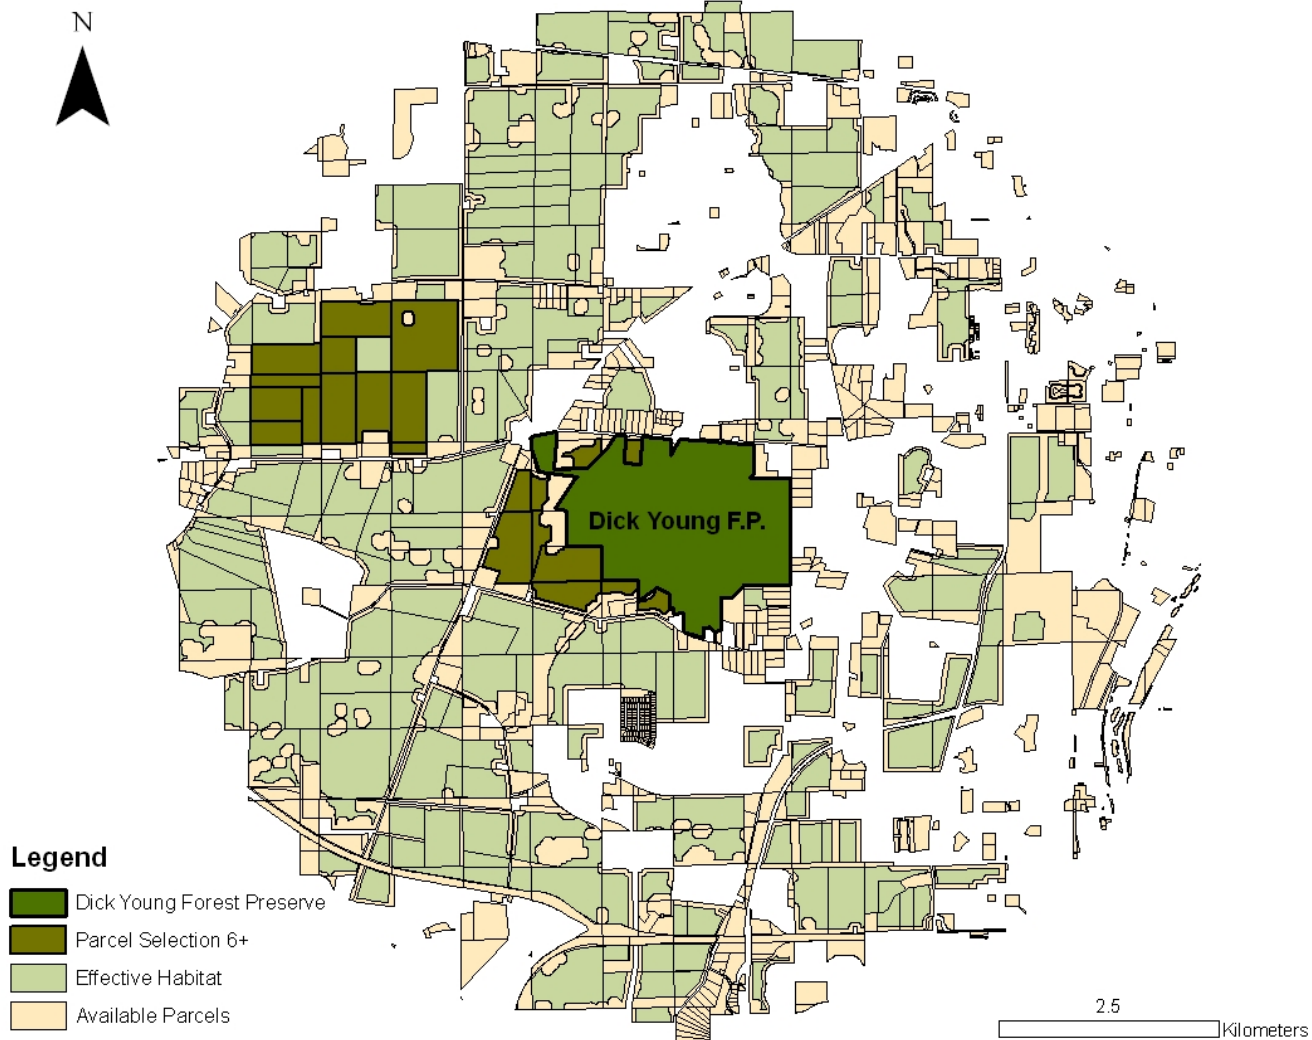 N
Dick Young F.P.
Legend
Dick Young Forest Preserve
Parcel Selection 6+
Effective Habitat
Available Parcels
2.5
Kilometers